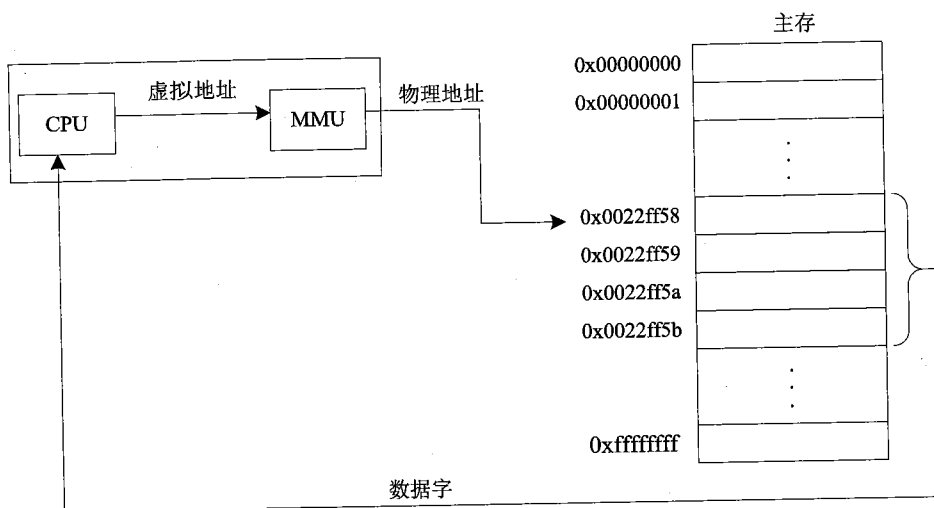 主存
0x00000000
0x00000001
虚拟地址
物理地址
CPU
MMU
0x0022ff58
0x0022ff59
0x0022ff5a
0x0022ff5b
0xffffffff
数据字